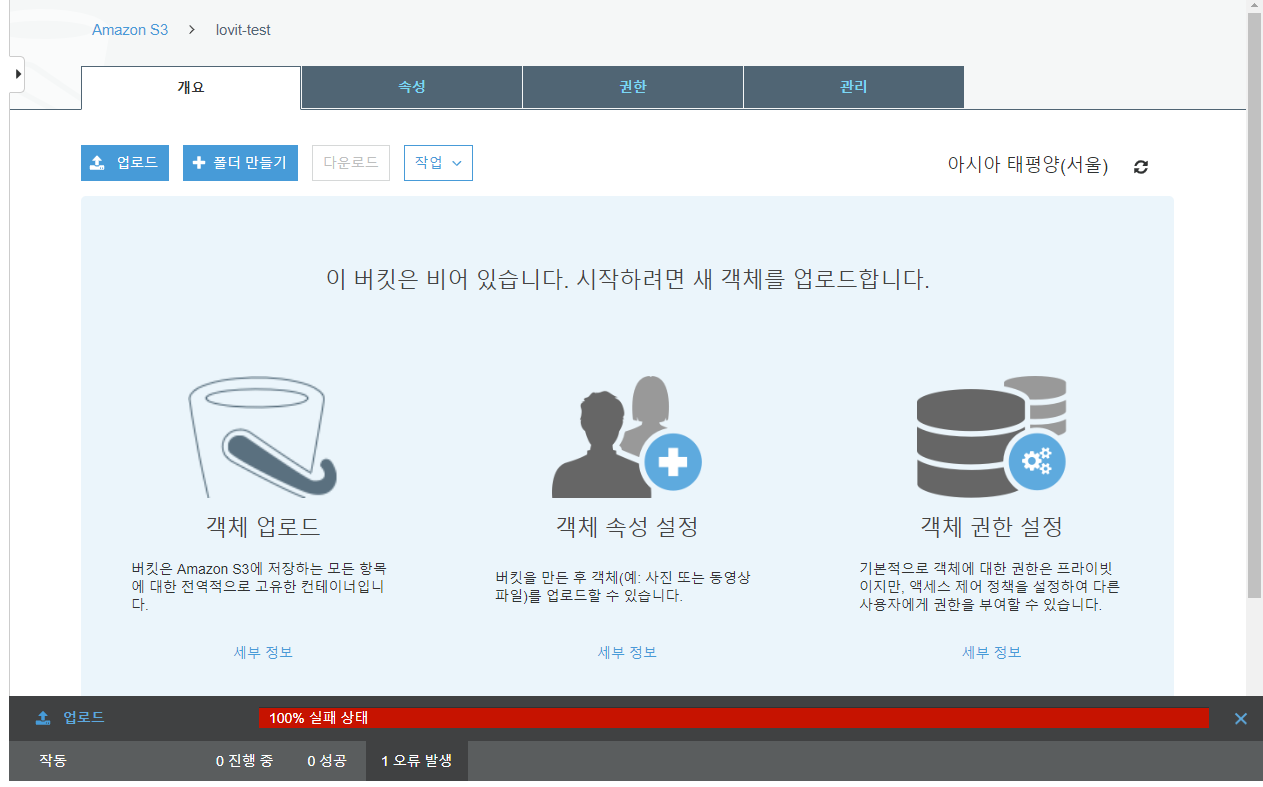 Amazon S3 > lovit-test
개요 속성 권한 관리
업로드 폴더 만들기 다운로드 작업 아시아 태평양(서울)
이 버킷은 비어 있습니다. 시작하려면 새 객체를 업로드합니다.
객체 업로드
버킷은 Amazon S3에 저장하는 모든 항목
에 대한 전역적으로 고유한 컨테이너입니
다.
세부 정보
객체 속성 설정
버킷을 만든 후 객체(예: 사진 또는 동영상
파일)를 업로드할 수 있습니다.
세부 정보
객체 권한 설정
기본적으로 객체에 대한 권한은 프라이빗
이지만, 액세스 제어 정책을 설정하여 다른
사용자에게 권한을 부여할 수 있습니다.
세부 정보
업로드 100% 실패 상태
작동 0 진행 중 0 성공 1 오류 발생